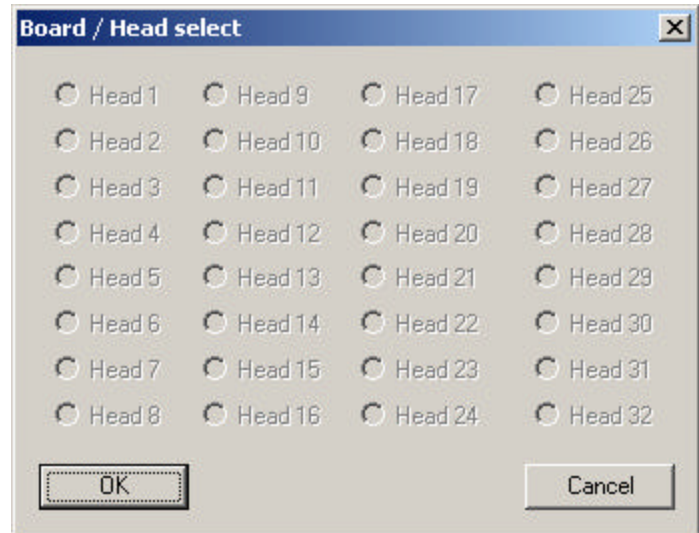 Board / Head select
Head 1 Head 9 Head 17 Head 25
Head 2 Head 10 Head 18 Head 26
Head 3 Head 11 Head 19 Head 27
Head 4 Head 12 Head 20 Head 28
Head 5 Head 13 Head 21 Head 29
Head 6 Head 14 Head 22 Head 30
Head 7 Head 15 Head 23 Head 31
Head 8 Head 16 Head 24 Head 32
OK Cancel